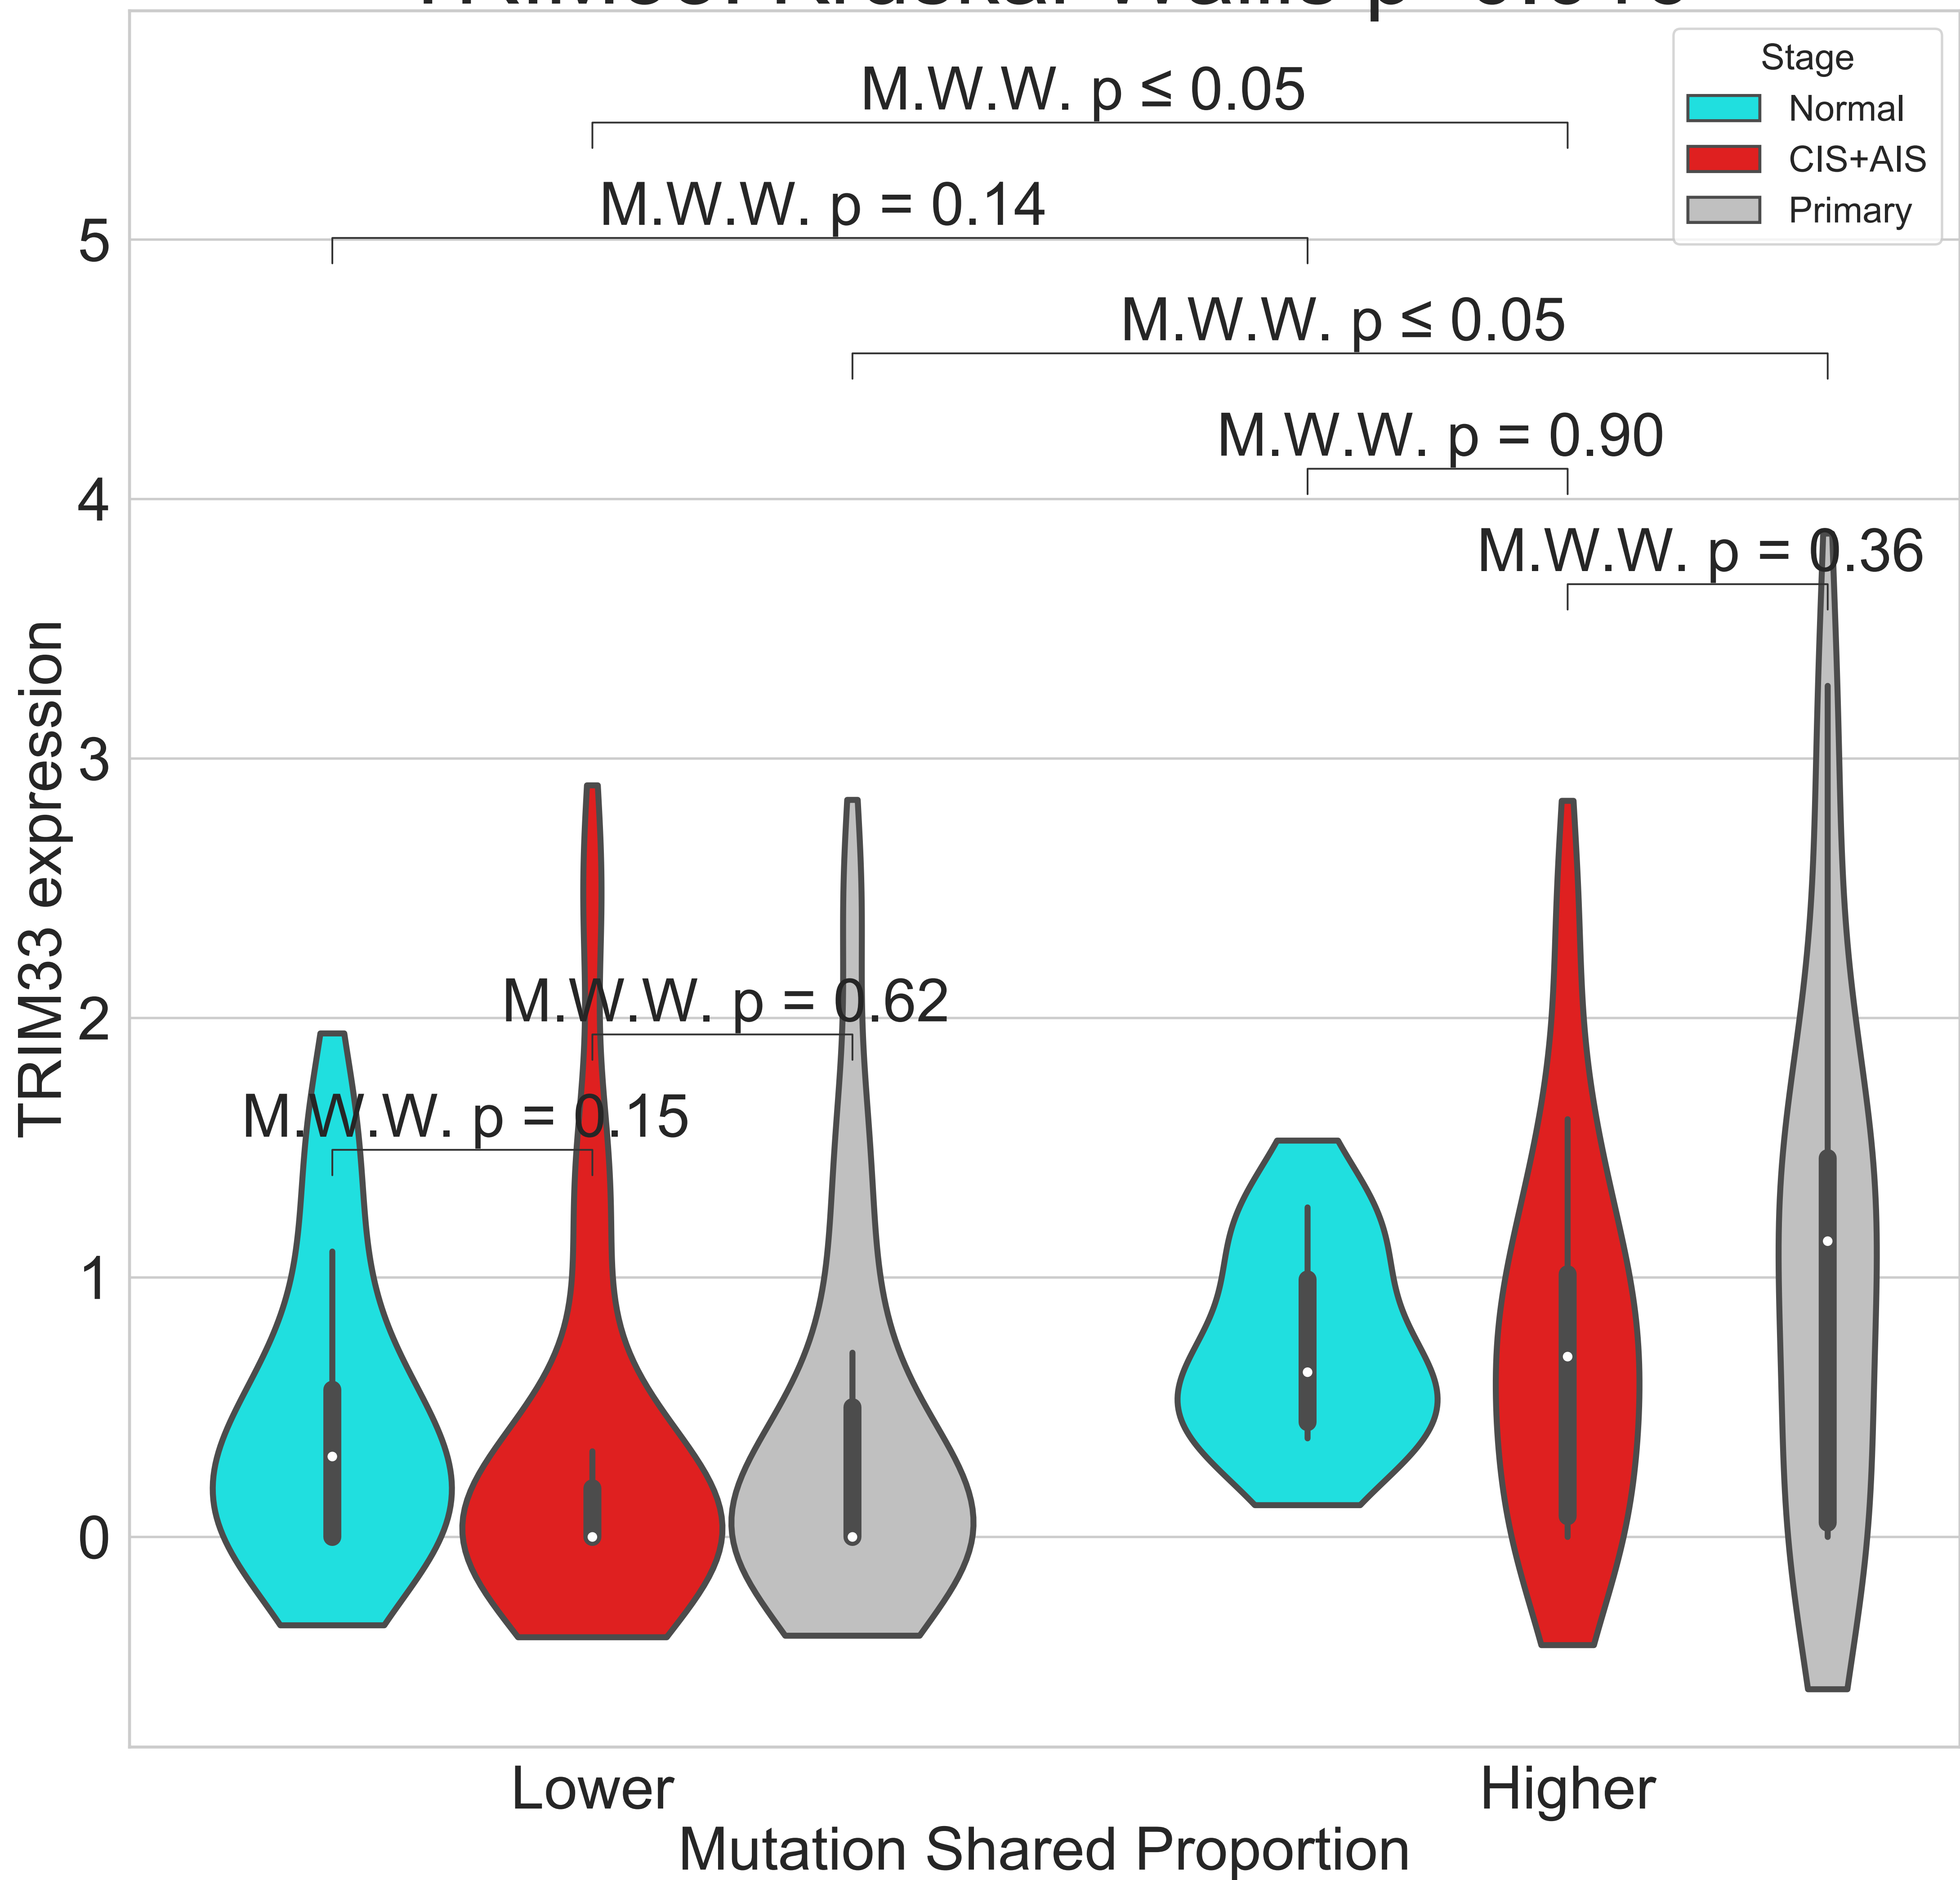 M.W.W. p ≤ 0.05
M.W.W. p = 0.14
M.W.W. p ≤ 0.05
M.W.W. p = 0.90
M.W.W. p = 0.36
M.W.W. p = 0.62
M.W.W. p = 0.15
Stage
Normal
CIS+AIS
Primary
TRIM33 expression
5
4
3
2
1
0
Lower
Higher
Mutation Shared Proportion